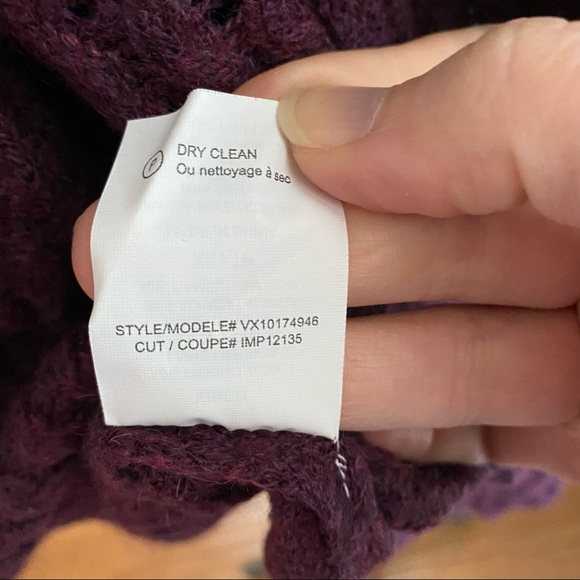 P
DRY CLEAN
Ou nettoyage à sec
STYLE/MODELE# VX10174946
CUT / COUPE# IMP12135